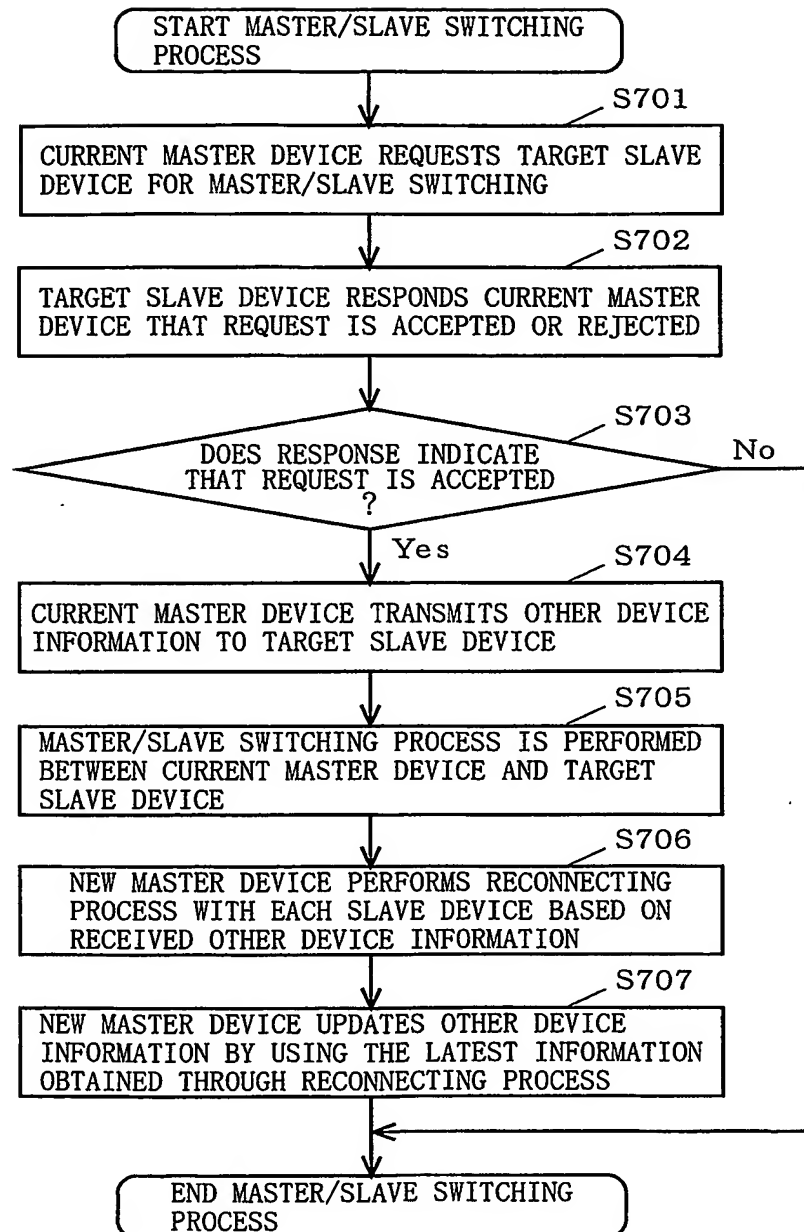 START MASTER/SLAVE SWITCHING
PROCESS
S701
CURRENT MASTER DEVICE REQUESTS TARGET SLAVE
DEVICE FOR MASTER/SLAVE SWITCHING
S702
TARGET SLAVE DEVICE RESPONDS CURRENT MASTER
DEVICE THAT REQUEST IS ACCEPTED OR REJECTED
S703
DOES RESPONSE INDICATE
THAT REQUEST IS ACCEPTED
?
No
Yes
S704
CURRENT MASTER DEVICE TRANSMITS OTHER DEVICE
INFORMATION TO TARGET SLAVE DEVICE
S705
MASTER/SLAVE SWITCHING PROCESS IS PERFORMED
BETWEEN CURRENT MASTER DEVICE AND TARGET
SLAVE DEVICE
S706
NEW MASTER DEVICE PERFORMS RECONNECTING
PROCESS WITH EACH SLAVE DEVICE BASED ON
RECEIVED OTHER DEVICE INFORMATION
S707
NEW MASTER DEVICE UPDATES OTHER DEVICE
INFORMATION BY USING THE LATEST INFORMATION
OBTAINED THROUGH RECONNECTING PROCESS
END MASTER/SLAVE SWITCHING
PROCESS